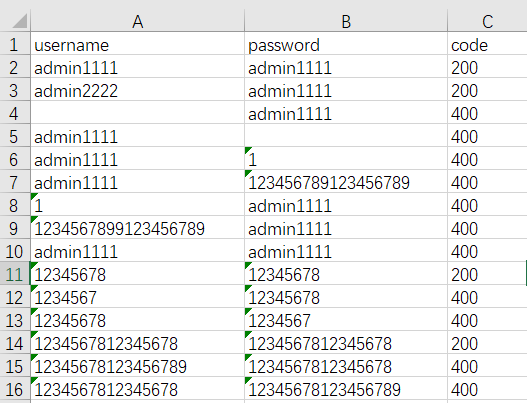 A B C
1 username password code
2 admin1111 admin1111 200
3 admin2222 admin1111 200
4 admin1111 400
5 admin1111 400
6 admin1111 1 400
7 admin1111 123456789123456789 400
8 1 admin1111 400
9 1234567899123456789 admin1111 400
10 admin1111 admin1111 400
11 12345678 12345678 200
12 1234567 12345678 400
13 12345678 1234567 400
14 1234567812345678 1234567812345678 200
15 12345678123456789 1234567812345678 400
16 1234567812345678 12345678123456789 400